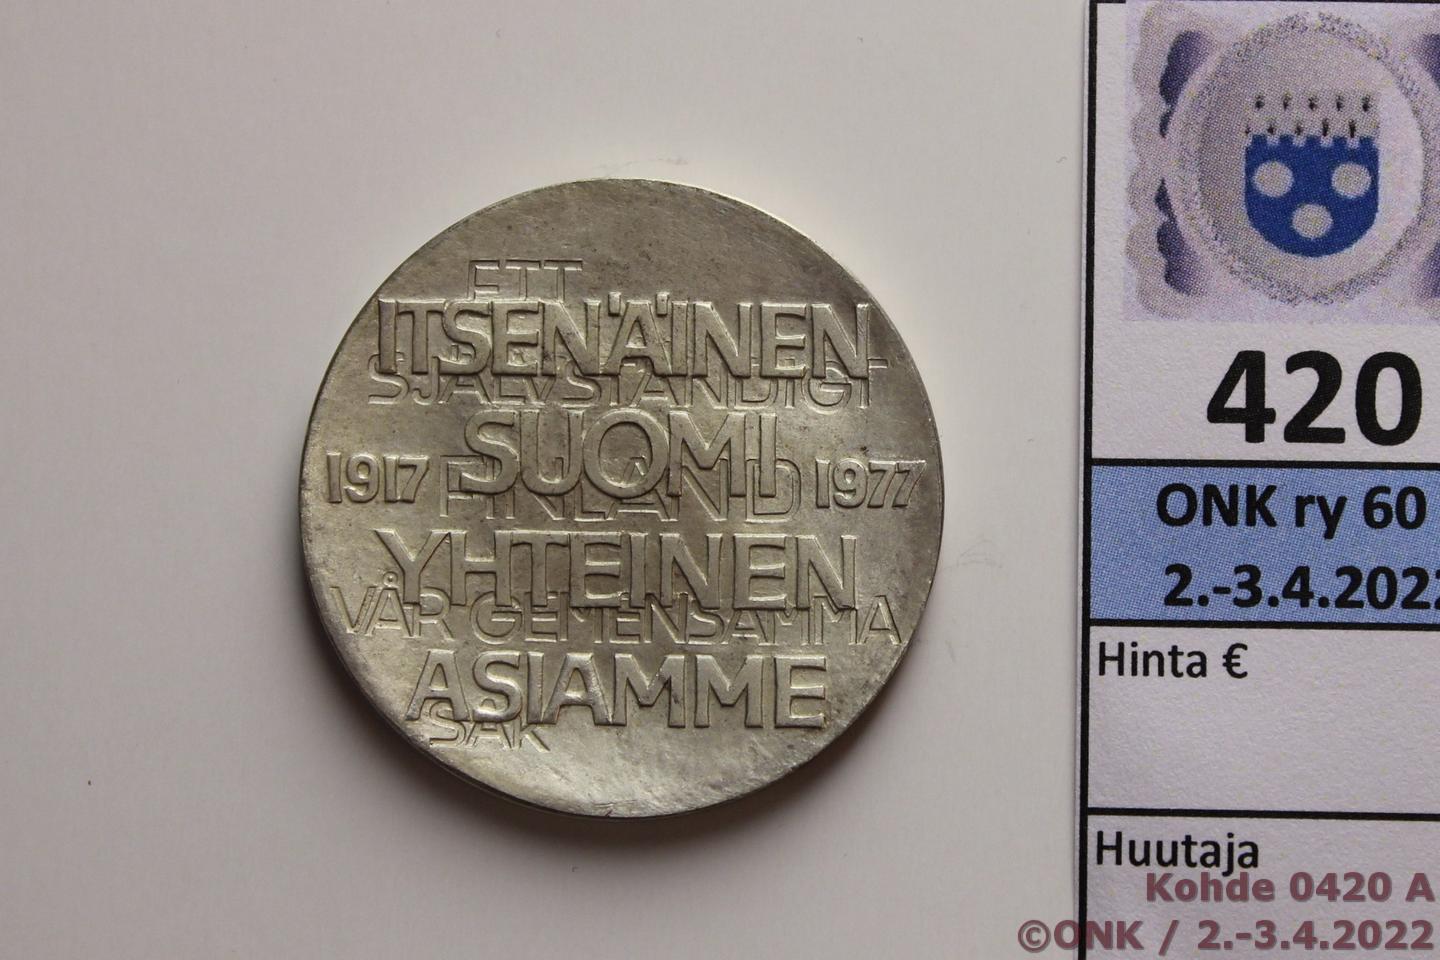 ETT
ITSENÄINEN
SJÄLVSTÄNDIGT
SUOMI
1917 FINLAND 1977
YHTEINEN
VÅR GEMENSAMMA
ASIAMME
SAK
420
ONK ry 60
2.-3.4.2022
Hinta €
Huutaja
Kohde 0420 A
©ONK / 2.-3.4.2022